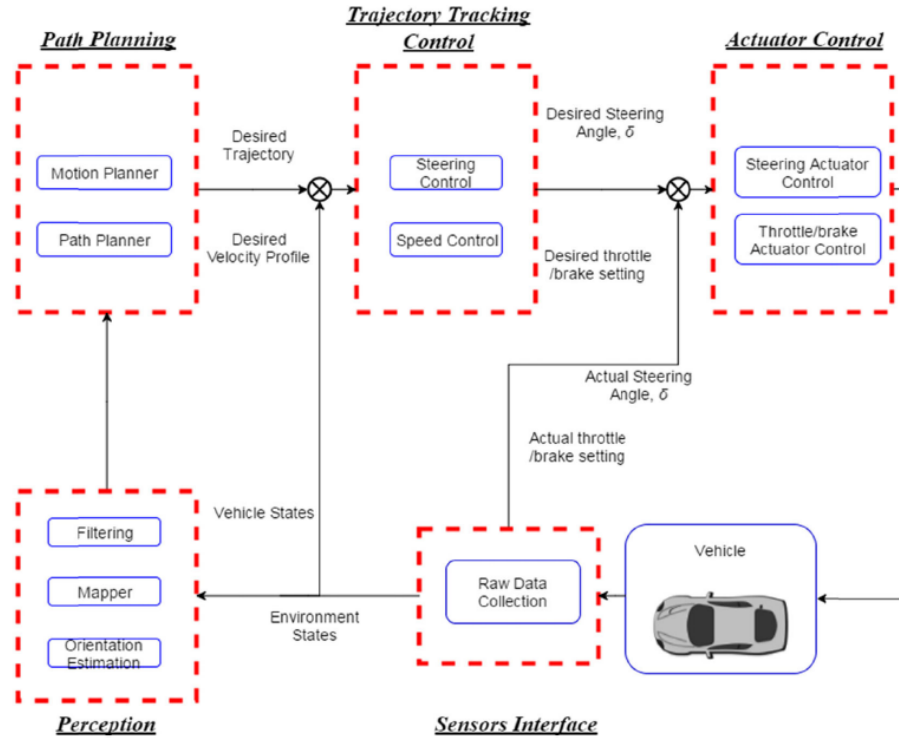 Path Planning
Trajectory Tracking
Control
Actuator Control
Motion Planner
Path Planner
Desired
Trajectory
Desired
Velocity Profile
Steering
Control
Speed Control
Desired Steering
Angle, δ
Desired throttle
/brake setting
Steering Actuator
Control
Throttle/brake
Actuator Control
Actual Steering
Angle, δ
Actual throttle
/brake setting
Vehicle States
Environment
States
Filtering
Mapper
Orientation
Estimation
Raw Data
Collection
Vehicle
Perception
Sensors Interface